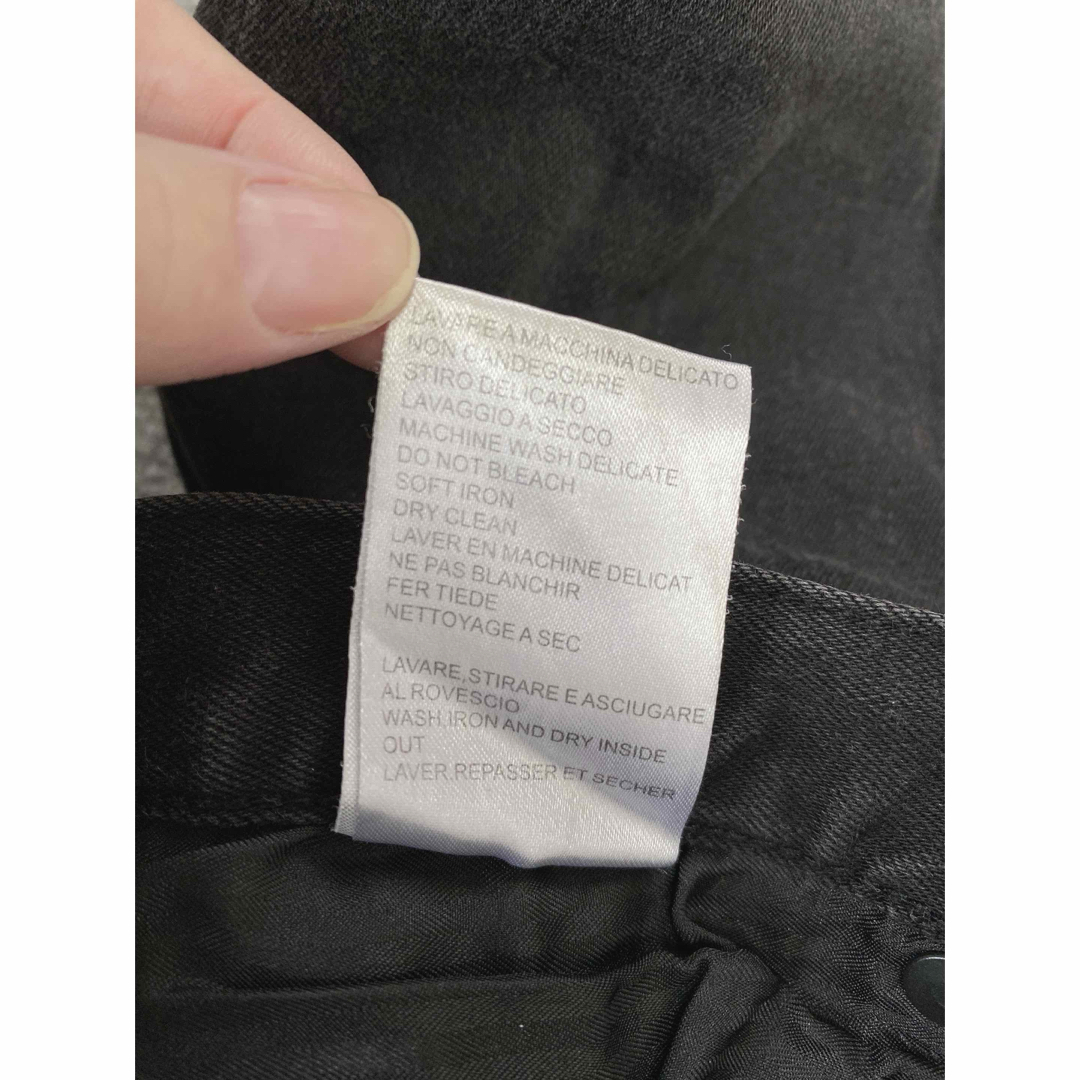 LAVARE A MACCHINA DELICATO
NON CANDEGGIARE
STIRO DELICATO
LAVAGGIO A SECCO
MACHINE WASH DELICATE
DO NOT BLEACH
SOFT IRON
DRY CLEAN
LAVER EN MACHINE DELICAT
NE PAS BLANCHIR
FER TIEDE
NETTOYAGE A SEC
LAVARE,STIRARE E ASCIUGARE
AL ROVESCIO
WASH.IRON AND DRY INSIDE
OUT
LAVER.REPASSER ET SECHER